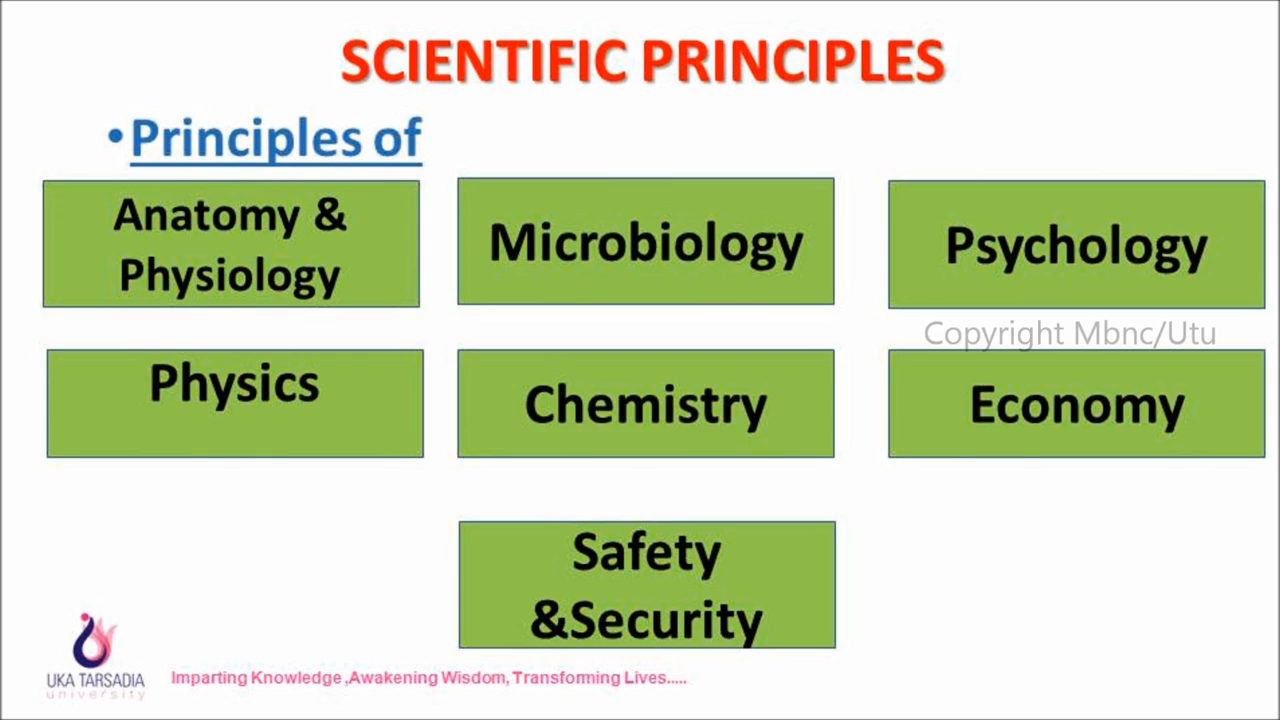 SCIENTIFIC PRINCIPLES
•Principles of
Anatomy &
Physiology
Microbiology
Psychology
Copyright Mbnc/Utu
Physics
Chemistry
Economy
Safety
&Security
UKA TARSADIA
university
Imparting Knowledge ,Awakening Wisdom, Transforming Lives.....